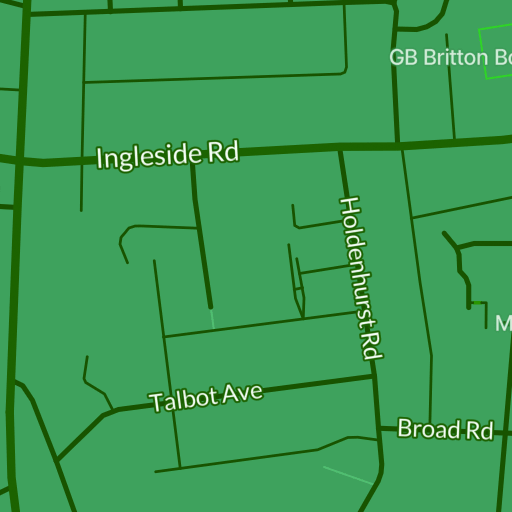 GB Britton Bo
Ingleside Rd
Holdenhurst Rd
M
Talbot Ave
Broad Rd